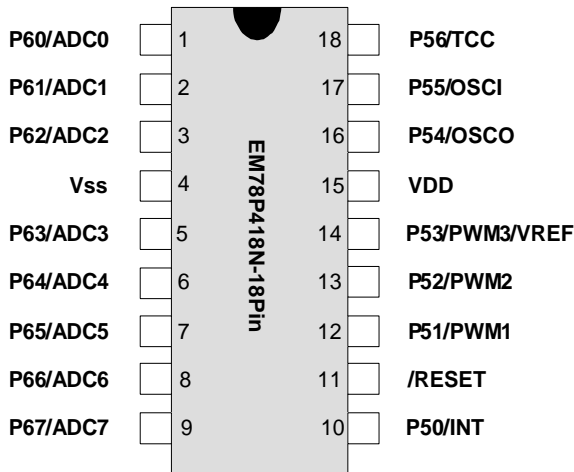 P60/ADC0 1 18 P56/TCC
P61/ADC1 2 17 P55/OSCI
P62/ADC2 3 16 P54/OSCO
Vss 4 15 VDD
P63/ADC3 5 14 P53/PWM3/VREF
P64/ADC4 6 13 P52/PWM2
P65/ADC5 7 12 P51/PWM1
P66/ADC6 8 11 /RESET
P67/ADC7 9 10 P50/INT
EM78P418N-18Pin